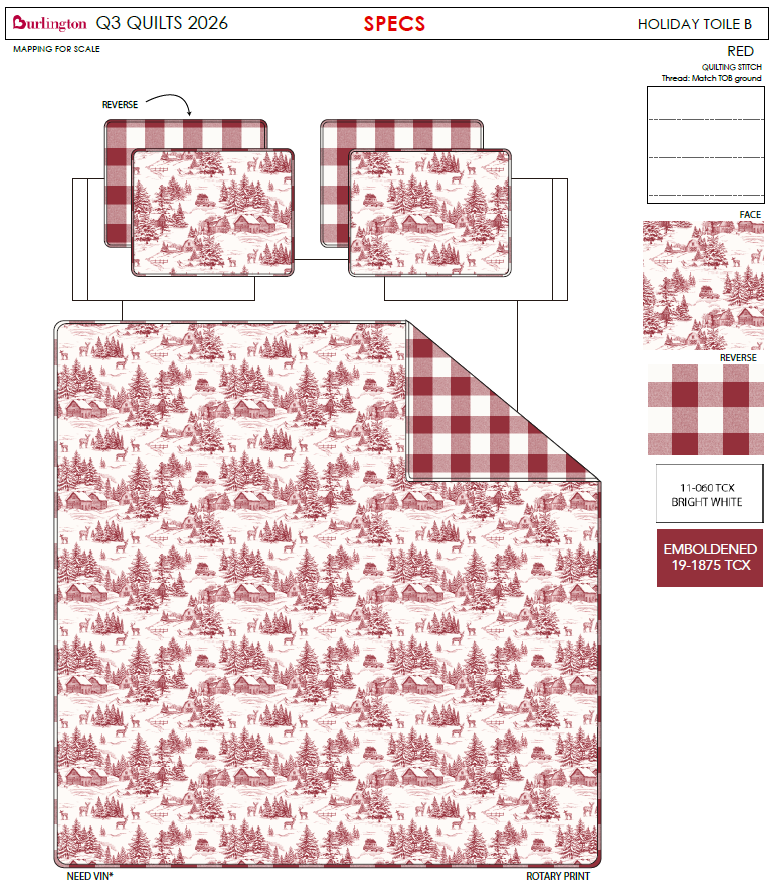 Burlington Q3 QUILTS 2026 SPECS HOLIDAY TOILE B
MAPPING FOR SCALE
RED
QUILTING STITCH
Thread: Match TOB ground
REVERSE
FACE
REVERSE
11-060 TCX
BRIGHT WHITE
EMBOLDENED
19-1875 TCX
NEED VIN*
ROTARY PRINT